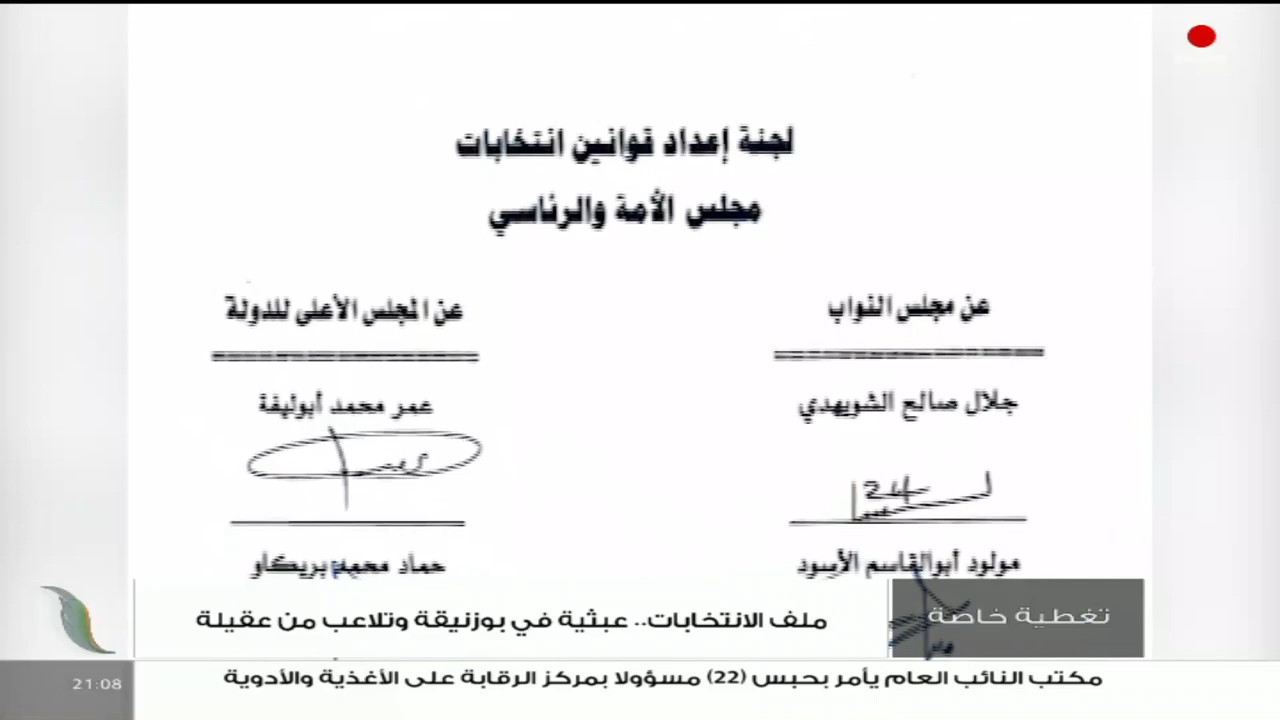 لجنة إعداد قوانين انتخابات
مجلس الأمة والرئاسي
عن مجلس النواب
عن المجلس الأعلى للدولة
جلال صالح الشويهدي
عمر محمد أبوليفة
مولود أبوالقاسم الأسود
حماد محمد بريكاو
تغطية خاصة
ملف الانتخابات.. عبثية في بوزنيقة وتلاعب من عقيلة
مكتب النائب العام يأمر بحبس (22) مسؤولا بمركز الرقابة على الأغذية والأدوية
21:08